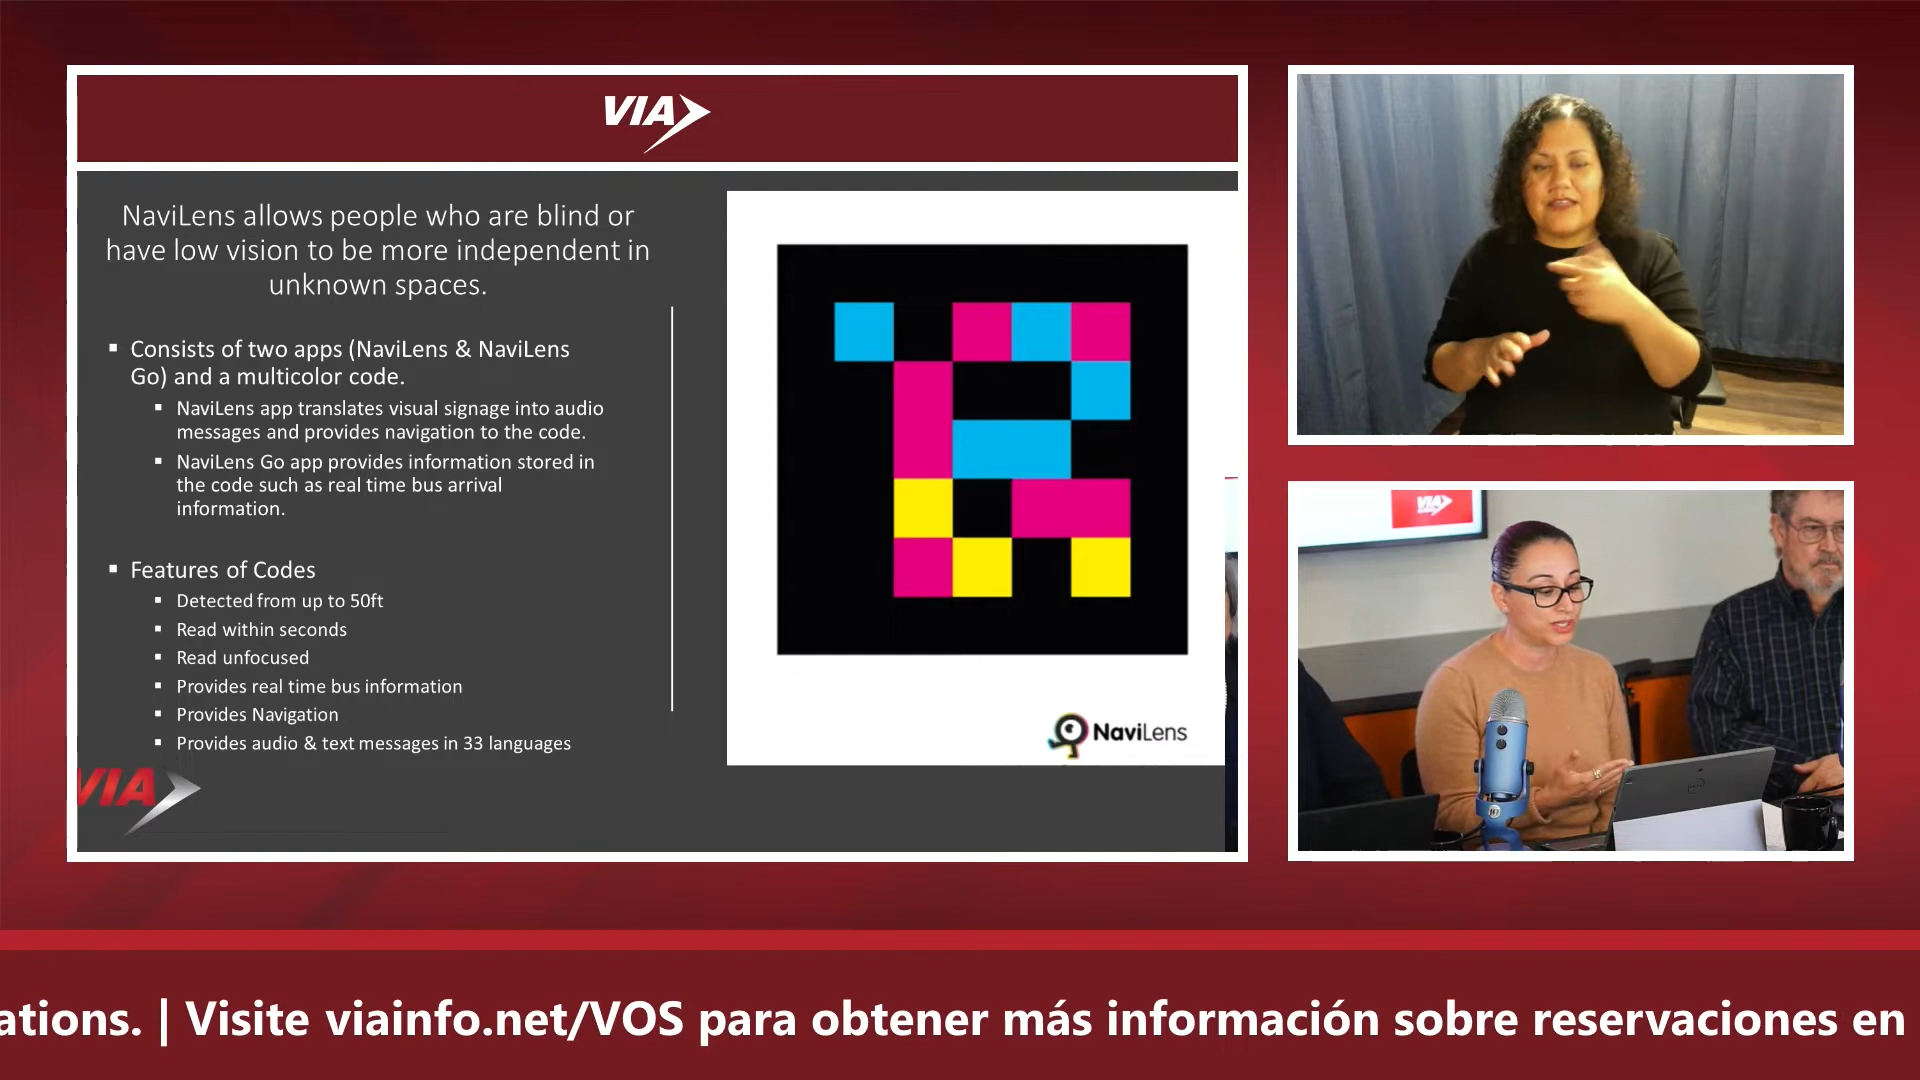 VIA
NaviLens allows people who are blind or
have low vision to be more independent in
unknown spaces.
▪ Consists of two apps (NaviLens & NaviLens
Go) and a multicolor code.
▪ NaviLens app translates visual signage into audio
messages and provides navigation to the code.
▪ NaviLens Go app provides information stored in
the code such as real time bus arrival
information.
▪ Features of Codes
▪ Detected from up to 50ft
▪ Read within seconds
▪ Read unfocused
▪ Provides real time bus information
▪ Provides Navigation
▪ Provides audio & text messages in 33 languages
NaviLens
VIA
VIA
ations. | Visite viainfo.net/VOS para obtener más información sobre reservaciones en